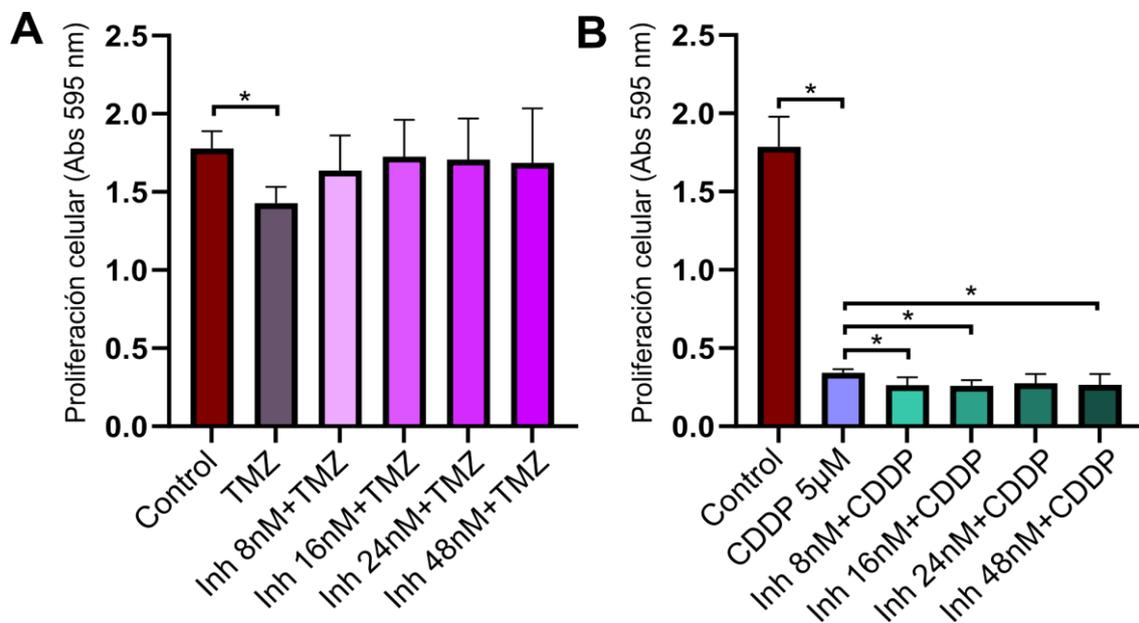 A
Proliferación celular (Abs 595 nm)
2.5
2.0
1.5
1.0
0.5
0.0
*
Control
TMZ
Inh 8nM+TMZ
Inh 16nM+TMZ
Inh 24nM+TMZ
Inh 48nM+TMZ
B
Proliferación celular (Abs 595 nm)
2.5
2.0
1.5
1.0
0.5
0.0
*
*
*
*
Control
CDDP 5µM
Inh 8nM+CDDP
Inh 16nM+CDDP
Inh 24nM+CDDP
Inh 48nM+CDDP